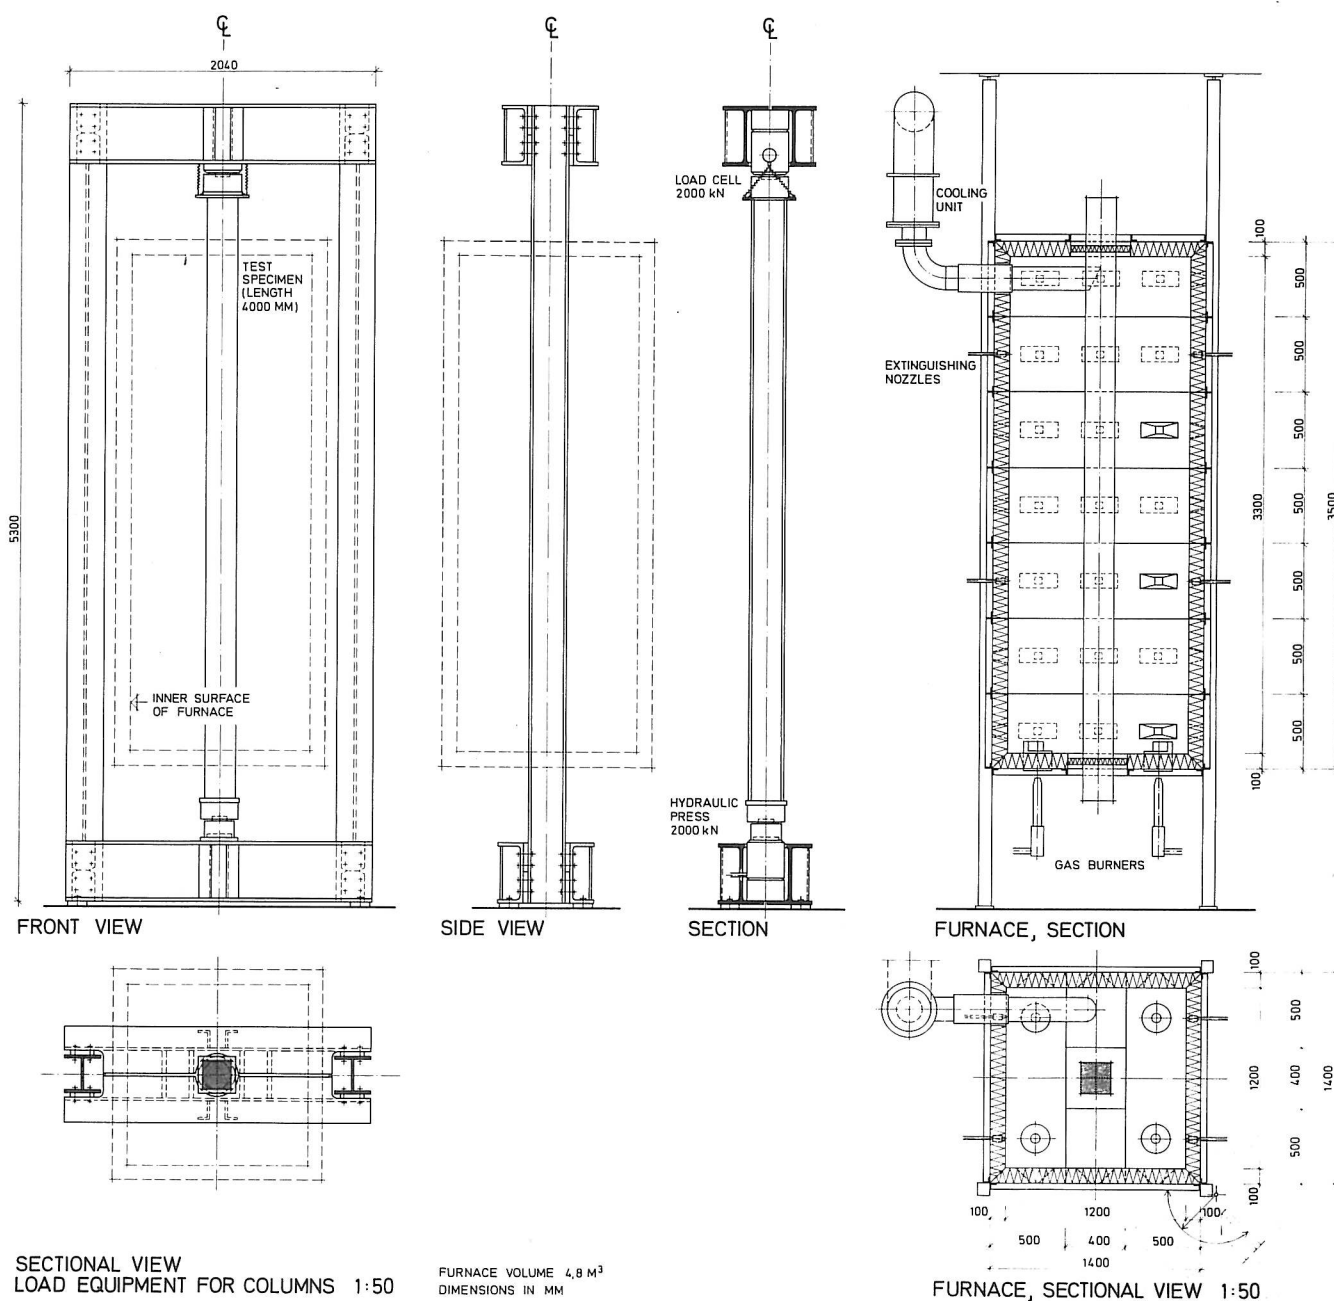 ℄
℄
℄
2040
5300
TEST
SPECIMEN
(LENGTH
4000 MM)
INNER SURFACE
OF FURNACE
FRONT VIEW
SIDE VIEW
LOAD CELL
2000 kN
HYDRAULIC
PRESS
2000 kN
SECTION
COOLING
UNIT
EXTINGUISHING
NOZZLES
GAS BURNERS
100
500
500
500
500
500
500
500
100
3300
3500
FURNACE, SECTION
100
500
400
500
100
1200
1400
100
1200
100
500
400
500
1400
SECTIONAL VIEW
LOAD EQUIPMENT FOR COLUMNS 1:50
FURNACE VOLUME 4,8 M³
DIMENSIONS IN MM
FURNACE, SECTIONAL VIEW 1:50